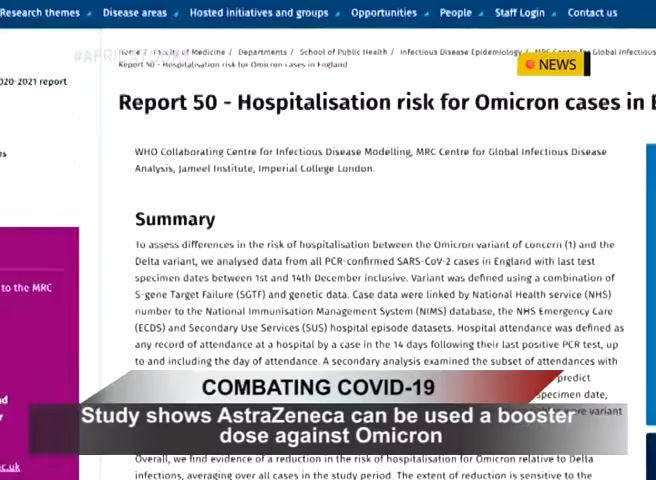 Research themes Disease areas Hosted initiatives and groups Opportunities People Staff Login Contact us
Home / Faculty of Medicine / Departments / School of Public Health / Infectious Disease Epidemiology / MRC Centre for Global Infectious
#AFRICATODAY
Report 50 - Hospitalisation risk for Omicron cases in England
NEWS
020-2021 report
Report 50 - Hospitalisation risk for Omicron cases in E
WHO Collaborating Centre for Infectious Disease Modelling, MRC Centre for Global Infectious Disease
Analysis, Jameel Institute, Imperial College London.
Summary
To assess differences in the risk of hospitalisation between the Omicron variant of concern (1) and the
Delta variant, we analysed data from all PCR-confirmed SARS-CoV-2 cases in England with last test
specimen dates between 1st and 14th December inclusive. Variant was defined using a combination of
to the MRC
S-gene Target Failure (SGTF) and genetic data. Case data were linked by National Health service (NHS)
number to the National Immunisation Management System (NIMS) database, the NHS Emergency Care
(ECDS) and Secondary Use Services (SUS) hospital episode datasets. Hospital attendance was defined as
any record of attendance at a hospital by a case in the 14 days following their last positive PCR test, up
to and including the day of attendance. A secondary analysis examined the subset of attendances with
predict
COMBATING COVID-19
specimen date,
variant
Study shows AstraZeneca can be used a booster
dose against Omicron
Overall, we find evidence of a reduction in the risk of hospitalisation for Omicron relative to Delta
c.uk
infections, averaging over all cases in the study period. The extent of reduction is sensitive to the